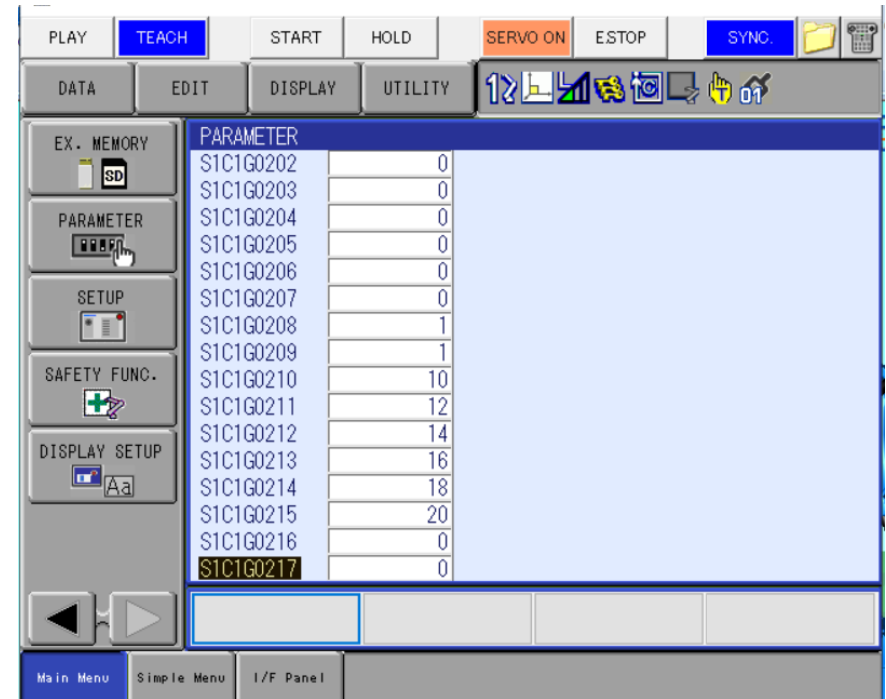 PLAY TEACH START HOLD SERVO ON E.STOP SYNC.
DATA EDIT DISPLAY UTILITY
EX. MEMORY
SD
PARAMETER
SETUP
SAFETY FUNC.
DISPLAY SETUP
Aa
PARAMETER
S1C1G0202 0
S1C1G0203 0
S1C1G0204 0
S1C1G0205 0
S1C1G0206 0
S1C1G0207 0
S1C1G0208 1
S1C1G0209 1
S1C1G0210 10
S1C1G0211 12
S1C1G0212 14
S1C1G0213 16
S1C1G0214 18
S1C1G0215 20
S1C1G0216 0
S1C1G0217 0
Main Menu Simple Menu I/F Panel